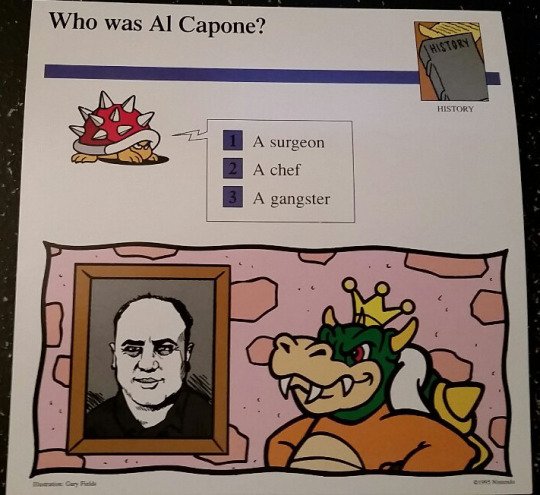 Who was Al Capone?
HISTORY
HISTORY
1 A surgeon
2 A chef
3 A gangster
Illustration: Gary Fields
©1995 Nintendo